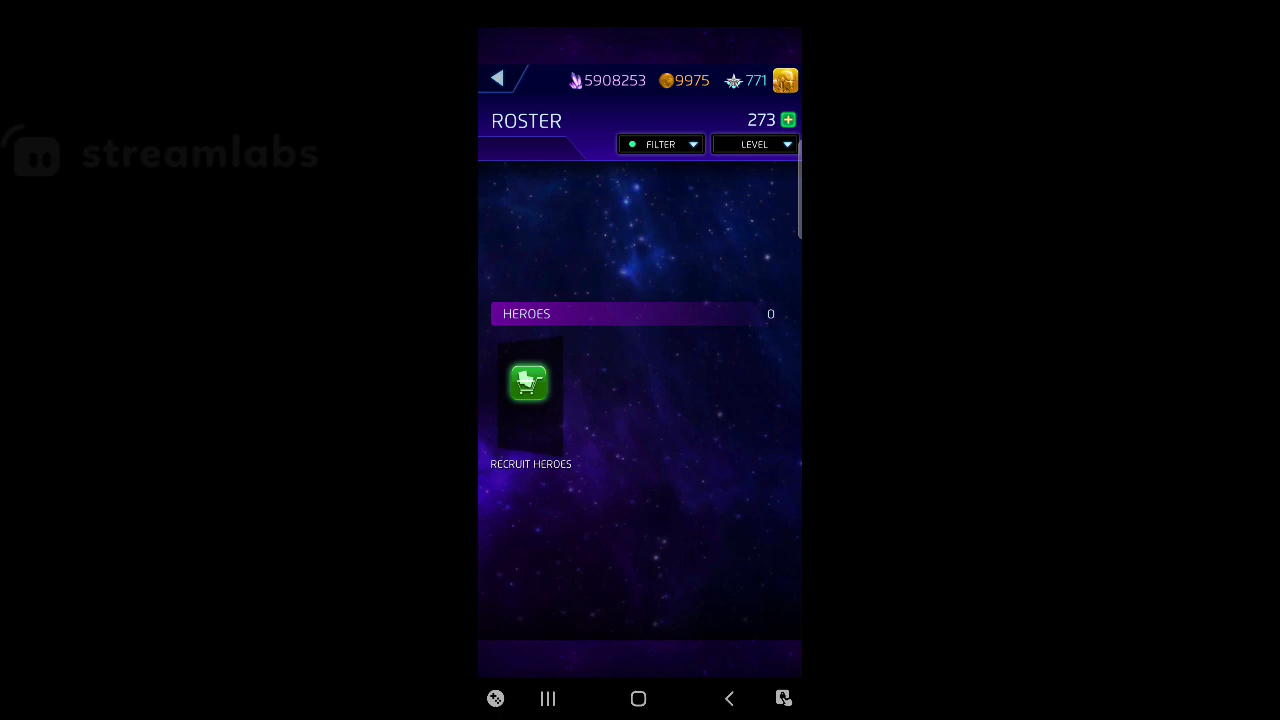 5908253 9975 771
ROSTER 273
FILTER LEVEL
streamlabs
HEROES 0
RECRUIT HEROES